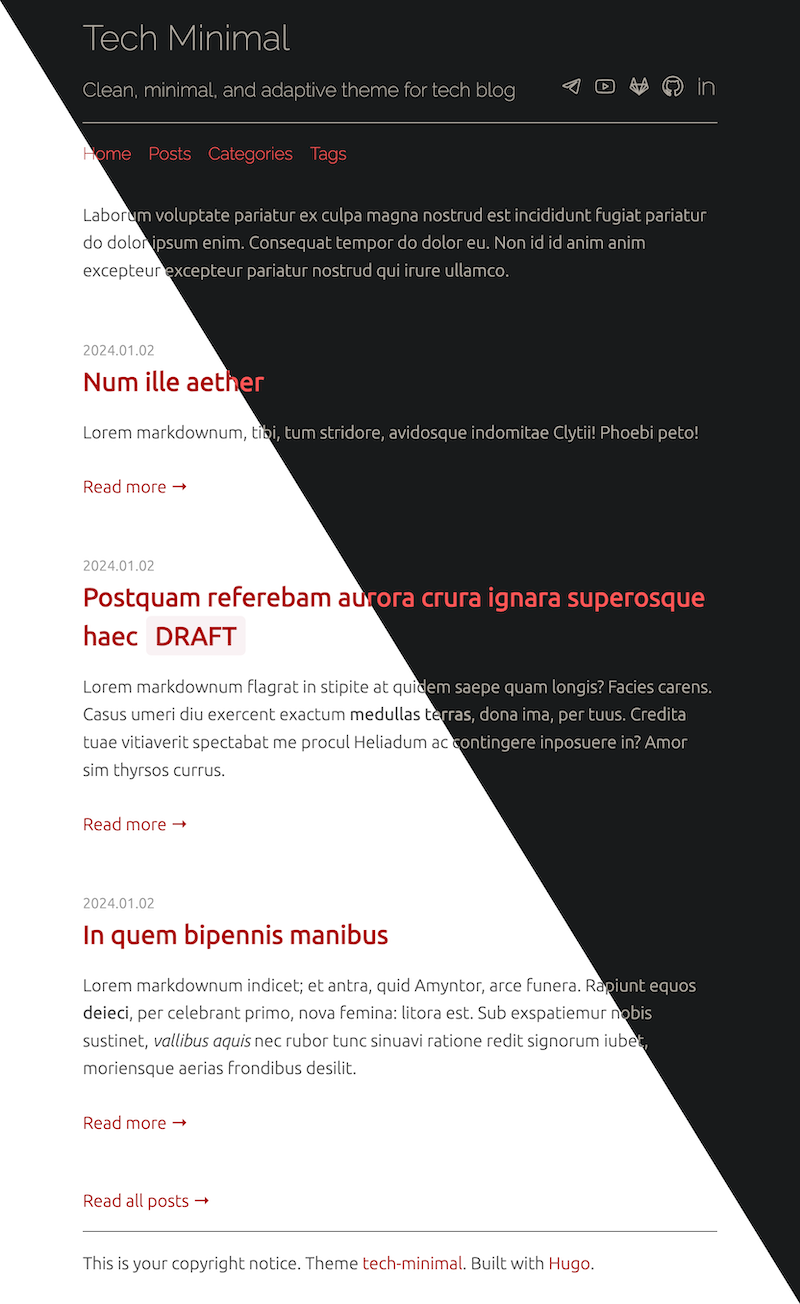 Tech Minimal
Clean, minimal, and adaptive theme for tech blog
in
Home Posts Categories Tags
Laborum voluptate pariatur ex culpa magna nostrud est incididunt fugiat pariatur
do dolor ipsum enim. Consequat tempor do dolor eu. Non id id anim anim
excepteur excepteur pariatur nostrud qui irure ullamco.
2024.01.02
Num ille aether
Lorem markdownum, tibi, tum stridore, avidosque indomitae Clytii! Phoebi peto!
Read more →
2024.01.02
Postquam referebam aurora crura ignara superosque
haec DRAFT
Lorem markdownum flagrat in stipite at quidem saepe quam longis? Facies carens.
Casus umeri diu exercent exactum medullas terras, dona ima, per tuus. Credita
tuae vitiaverit spectabat me procul Heliadum ac contingere inposuere in? Amor
sim thyrsos currus.
Read more →
2024.01.02
In quem bipennis manibus
Lorem markdownum indicet; et antra, quid Amyntor, arce funera. Rapiunt equos
deieci, per celebrant primo, nova femina: litora est. Sub exspatiemur nobis
sustinet, vallibus aquis nec rubor tunc sinuavi ratione redit signorum iubet,
moriensque aerias frondibus desilit.
Read more →
Read all posts →
This is your copyright notice. Theme tech-minimal. Built with Hugo.